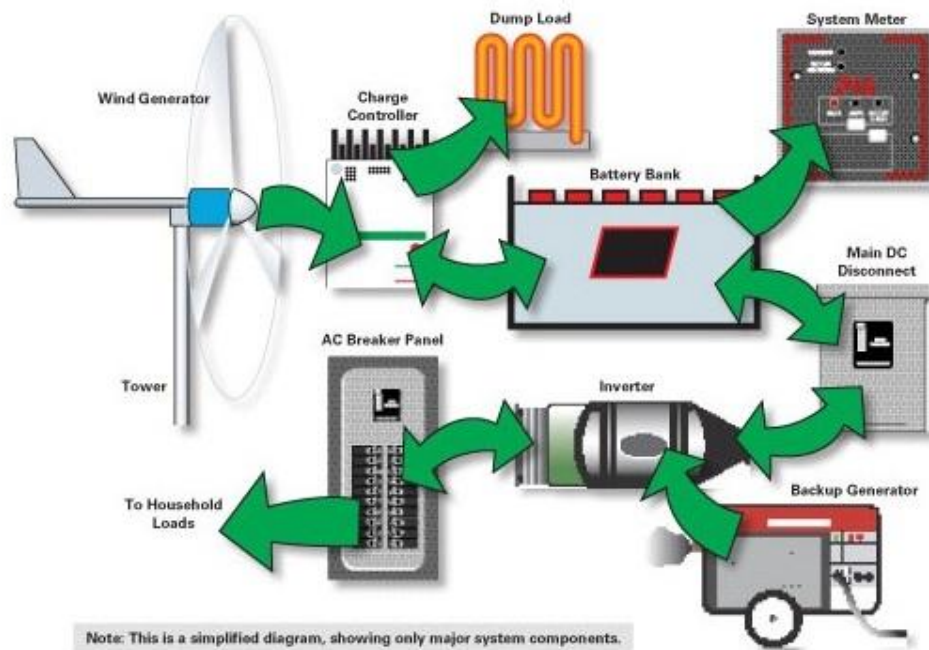 Dump Load
System Meter
Wind Generator
Charge
Controller
Battery Bank
Main DC
Disconnect
AC Breaker Panel
Inverter
Tower
Backup Generator
To Household
Loads
Note: This is a simplified diagram, showing only major system components.